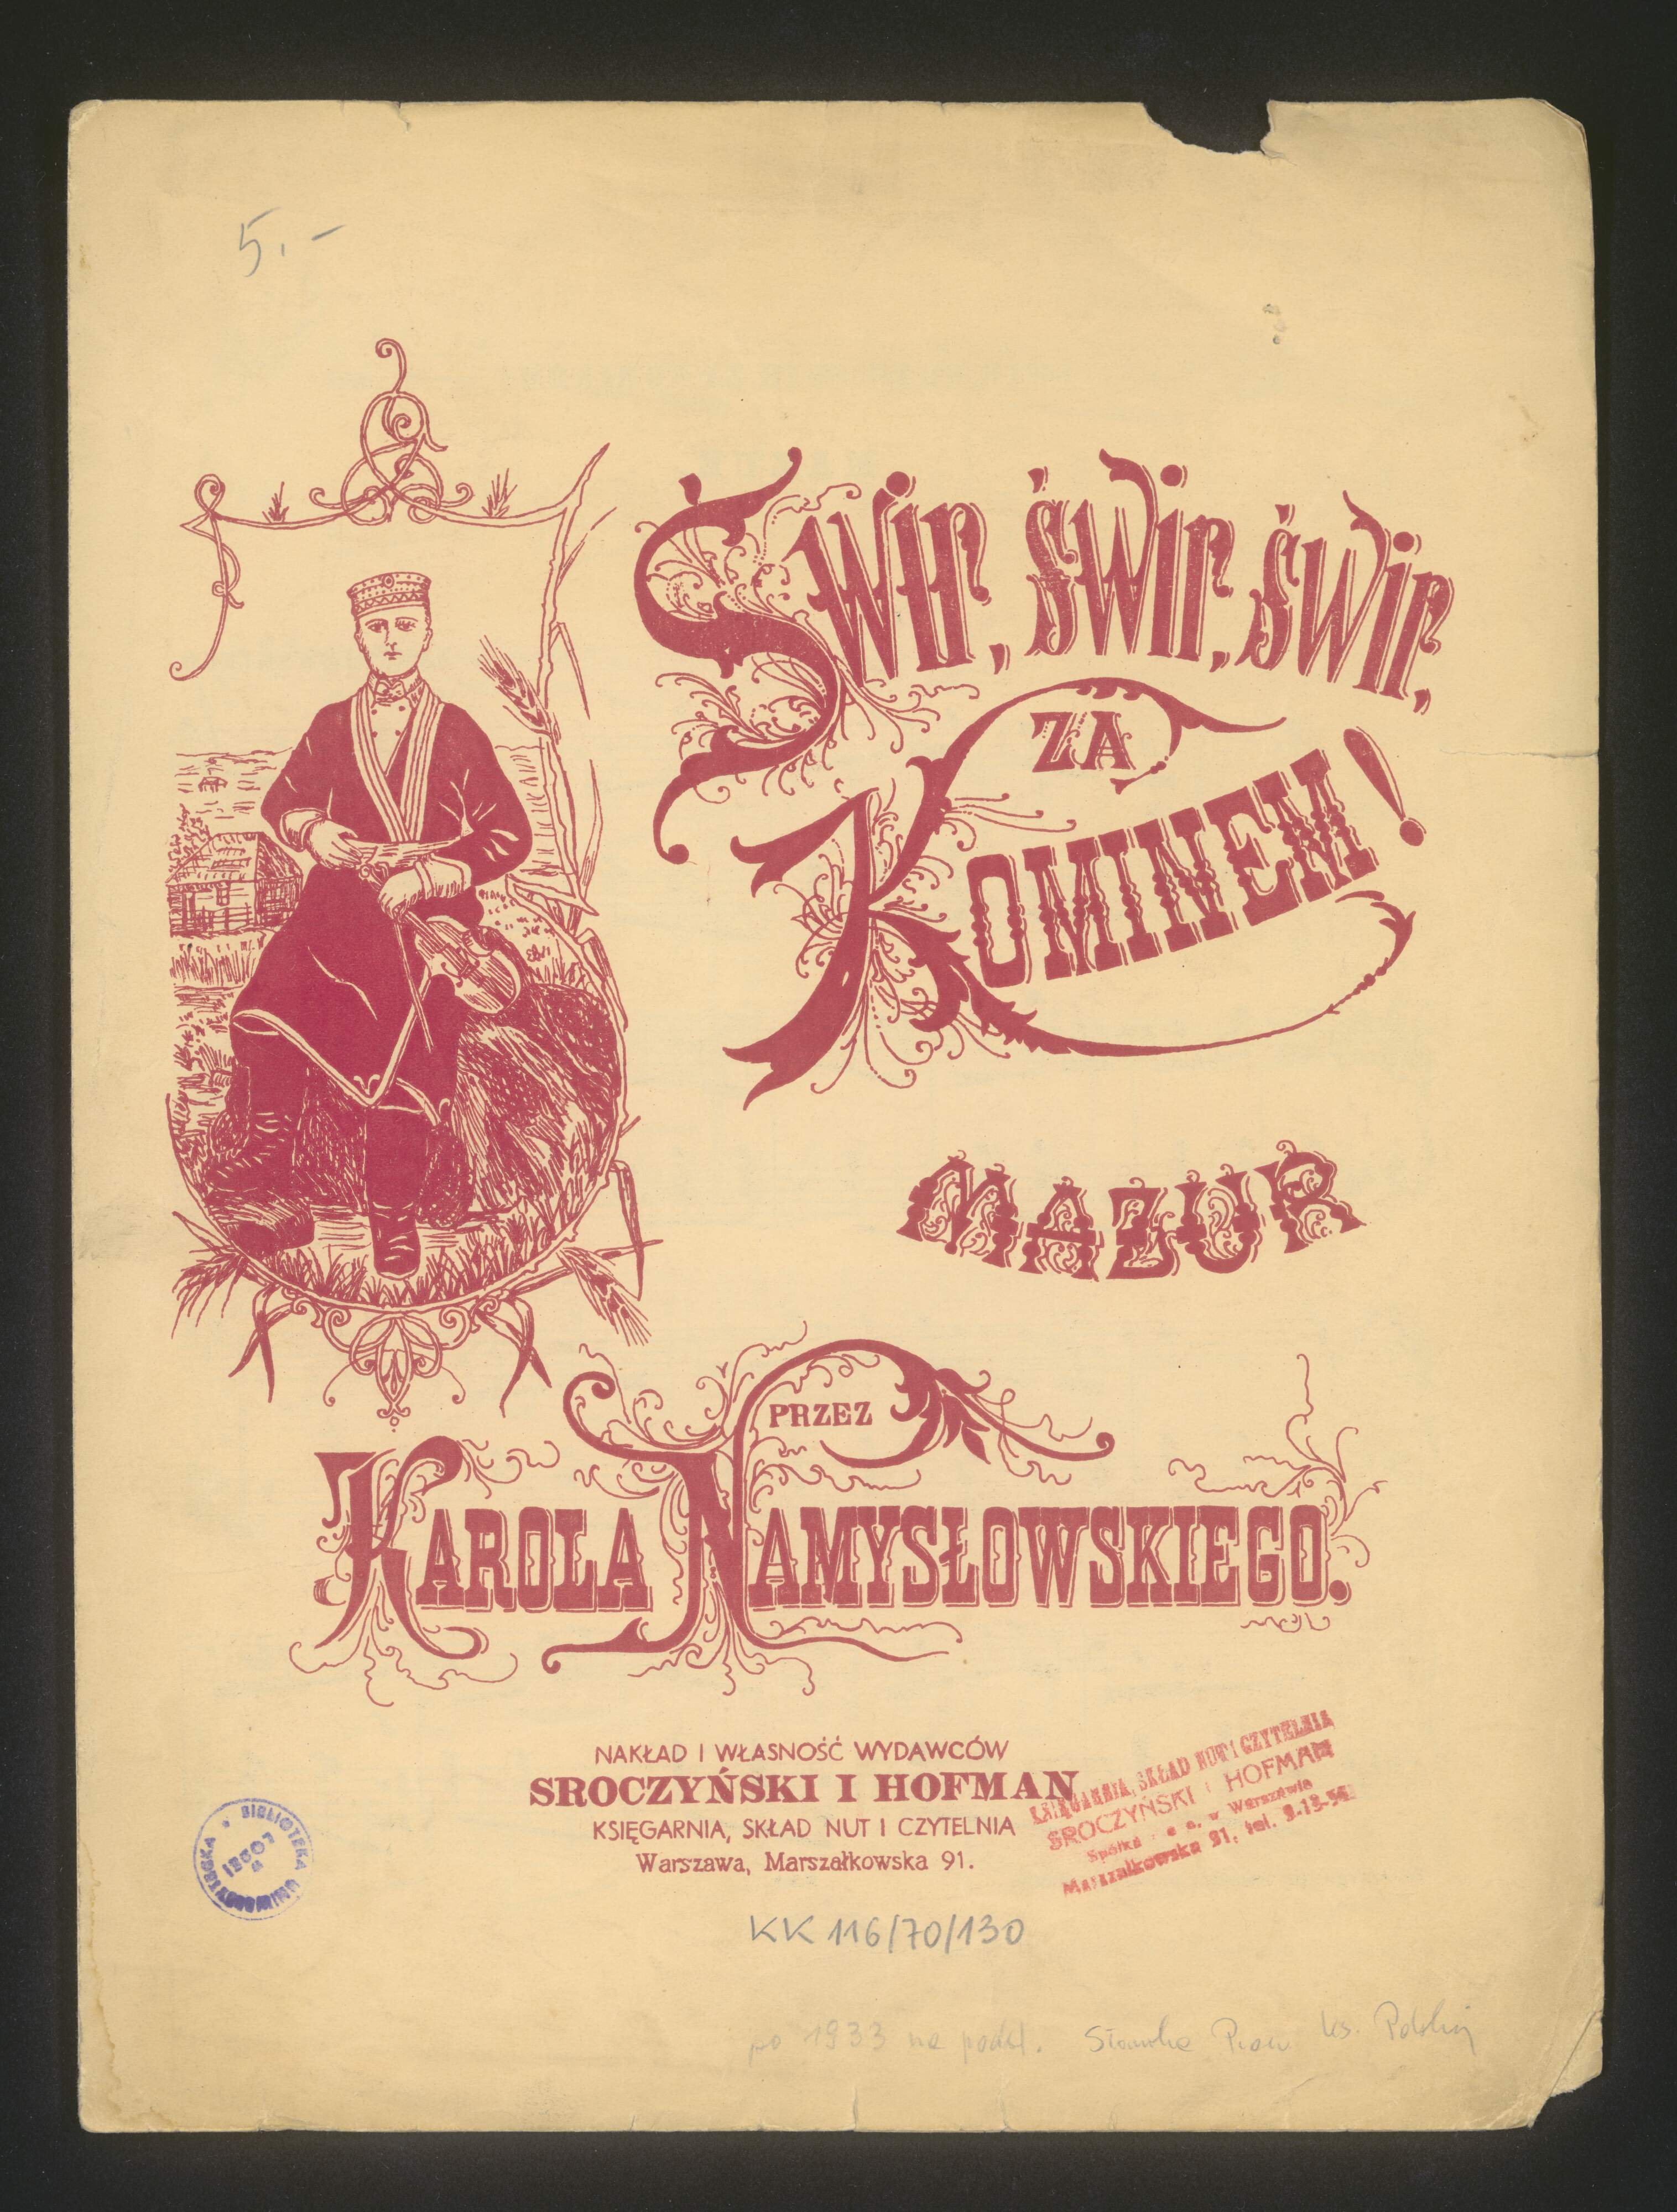 5.-
Świr, świr, świr,
ZA
KOMINEM!
MAZUR
PRZEZ
KAROLA NAMYSŁOWSKIEGO.
NAKŁAD I WŁASNOŚĆ WYDAWCÓW
SROCZYŃSKI I HOFMAN
KSIĘGARNIA, SKŁAD NUT I CZYTELNIA
Warszawa, Marszałkowska 91.
KSIĘGARNIA, SKŁAD NUT I CZYTELNIA
SROCZYŃSKI I HOFMAN
Spółka w Warszawie
Marszałkowska 91, tel.
BIBLIOTEKA
KK 116/70/130
po 1933 na podst. Ks.